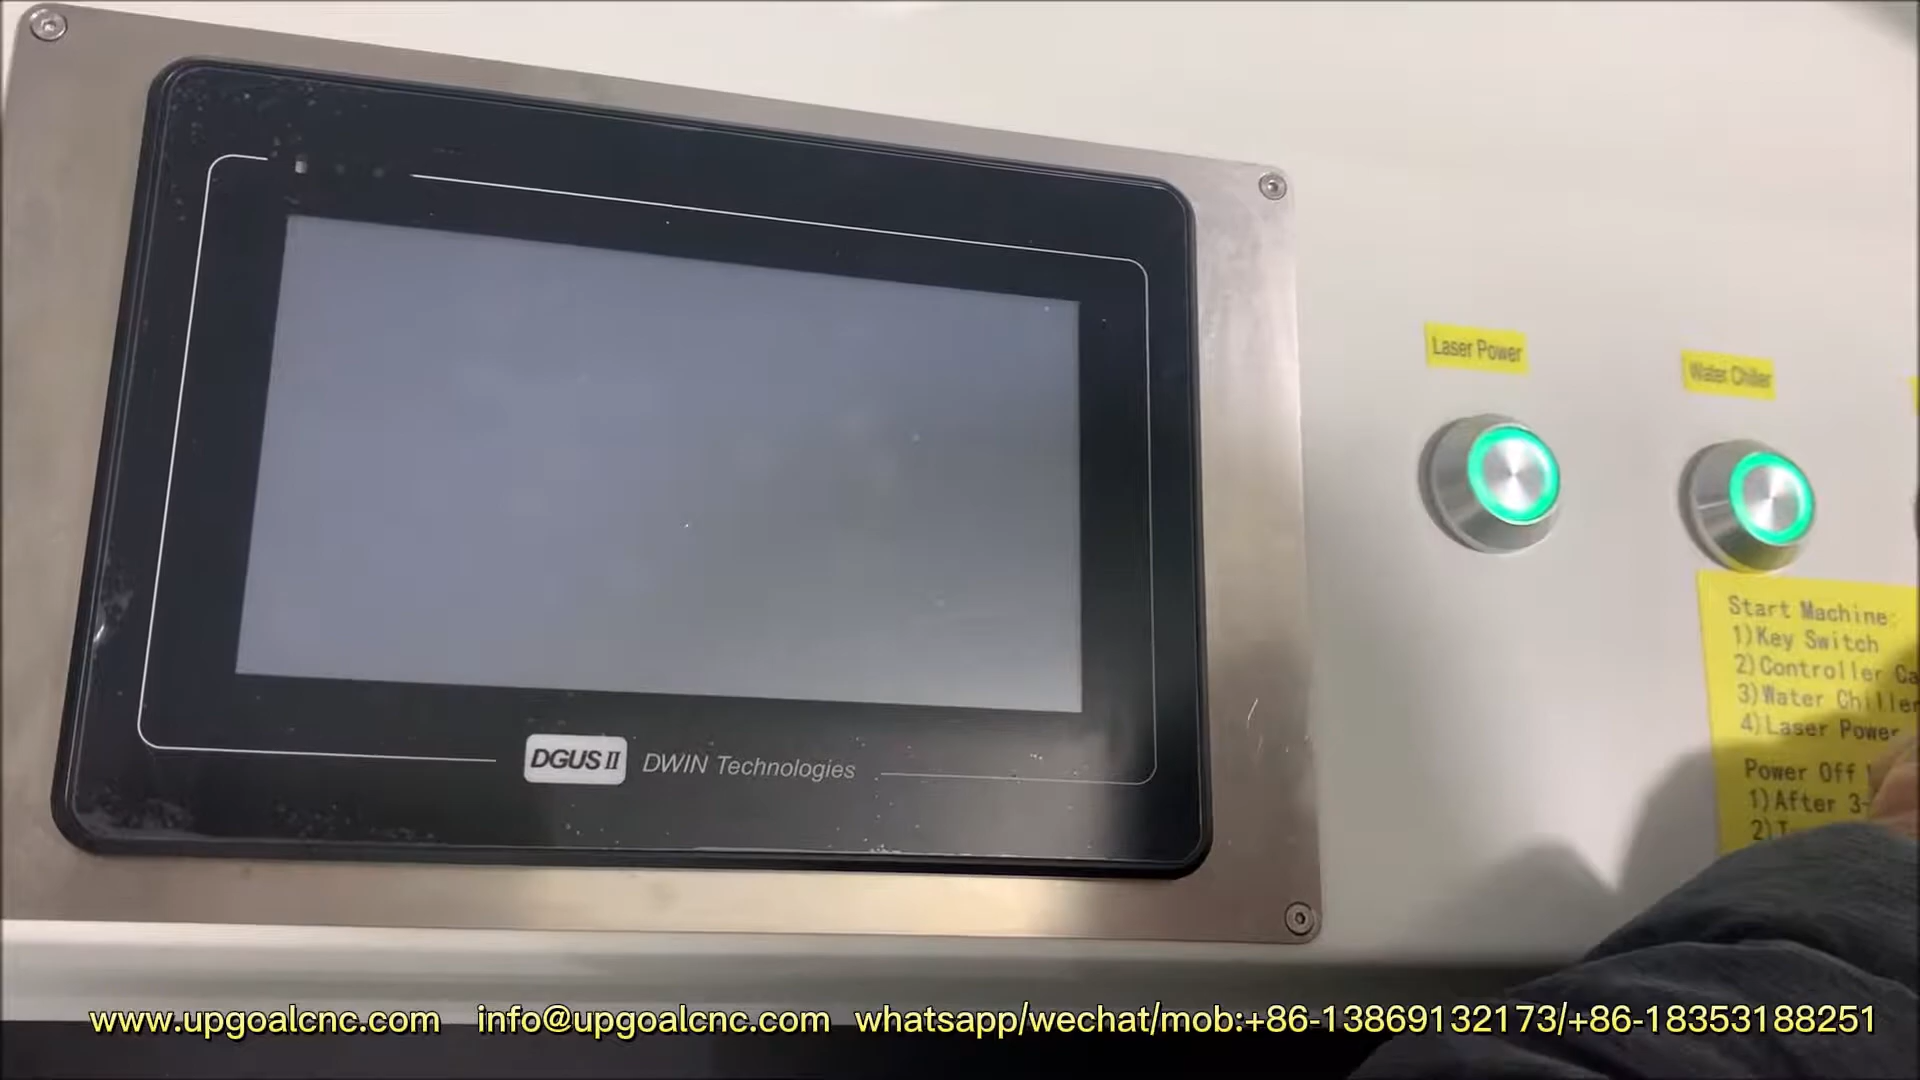 Laser Power
Water Chiller
Start Machine:
1)Key Switch
2)Controller Ca
3)Water Chiller
4)Laser Power
Power Off
1)After 3-
2)T
DGUS II DWIN Technologies
www.upgoalcnc.com info@upgoalcnc.com whatsapp/wechat/mob:+86-13869132173/+86-18353188251